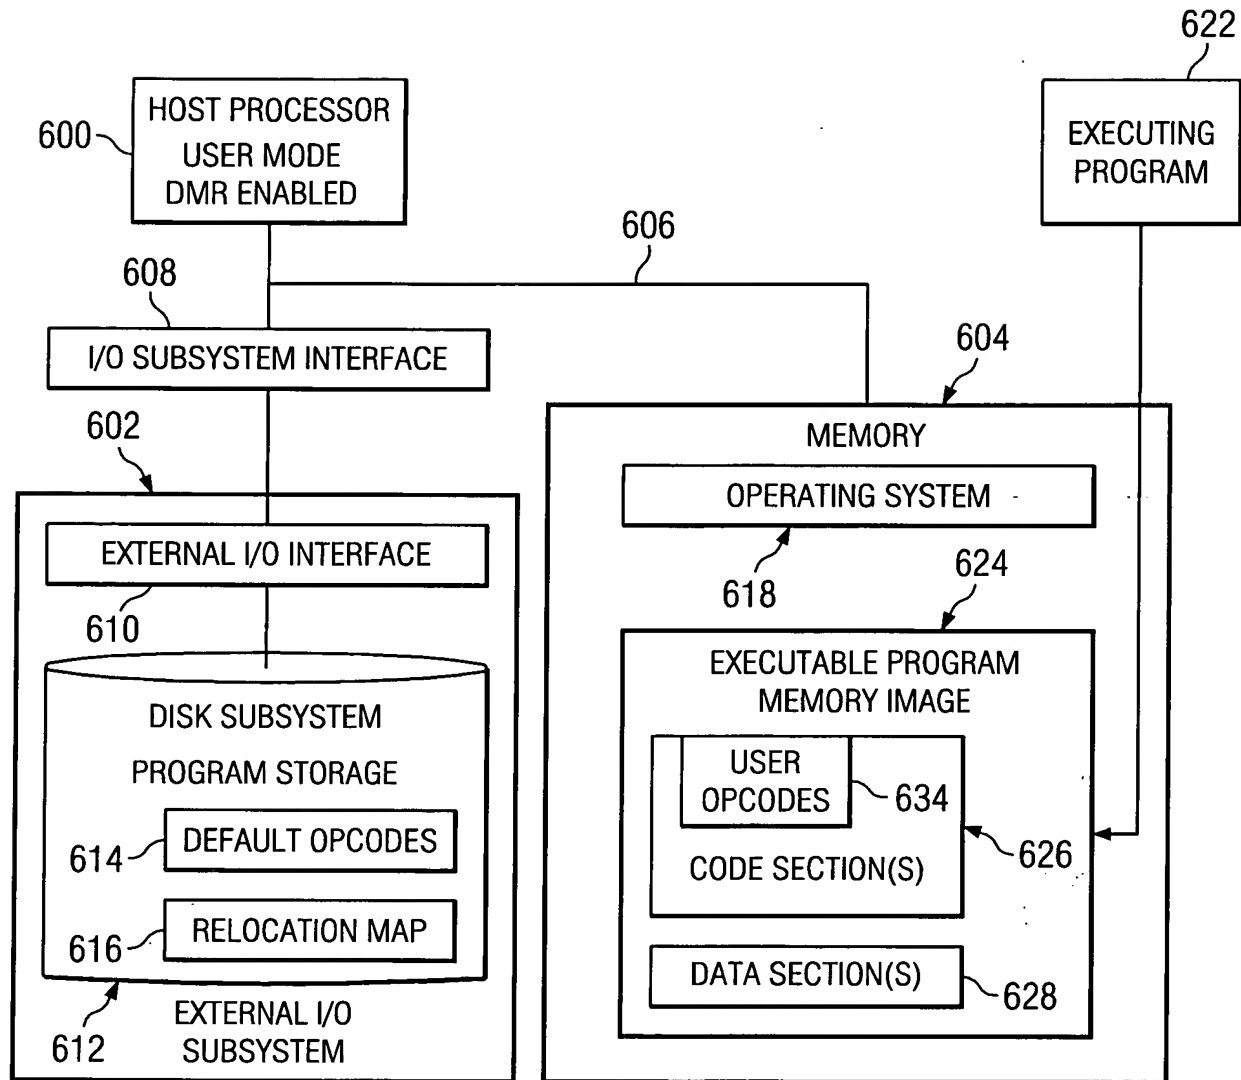 622
HOST PROCESSOR
USER MODE
DMR ENABLED
600
EXECUTING
PROGRAM
606
608
I/O SUBSYSTEM INTERFACE
604
602
MEMORY
OPERATING SYSTEM
618
EXTERNAL I/O INTERFACE
610
624
EXECUTABLE PROGRAM
MEMORY IMAGE
USER
OPCODES
634
CODE SECTION(S)
626
DATA SECTION(S)
628
DISK SUBSYSTEM
PROGRAM STORAGE
DEFAULT OPCODES
614
RELOCATION MAP
616
612
EXTERNAL I/O
SUBSYSTEM